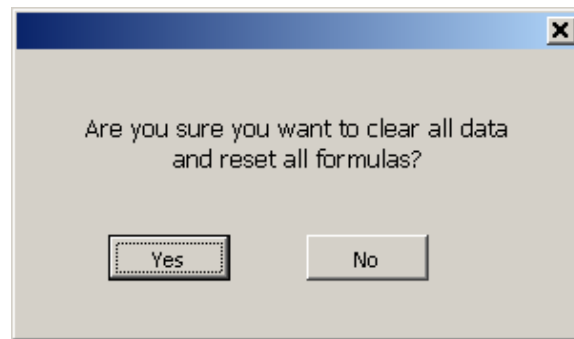 Are you sure you want to clear all data
and reset all formulas?
Yes No